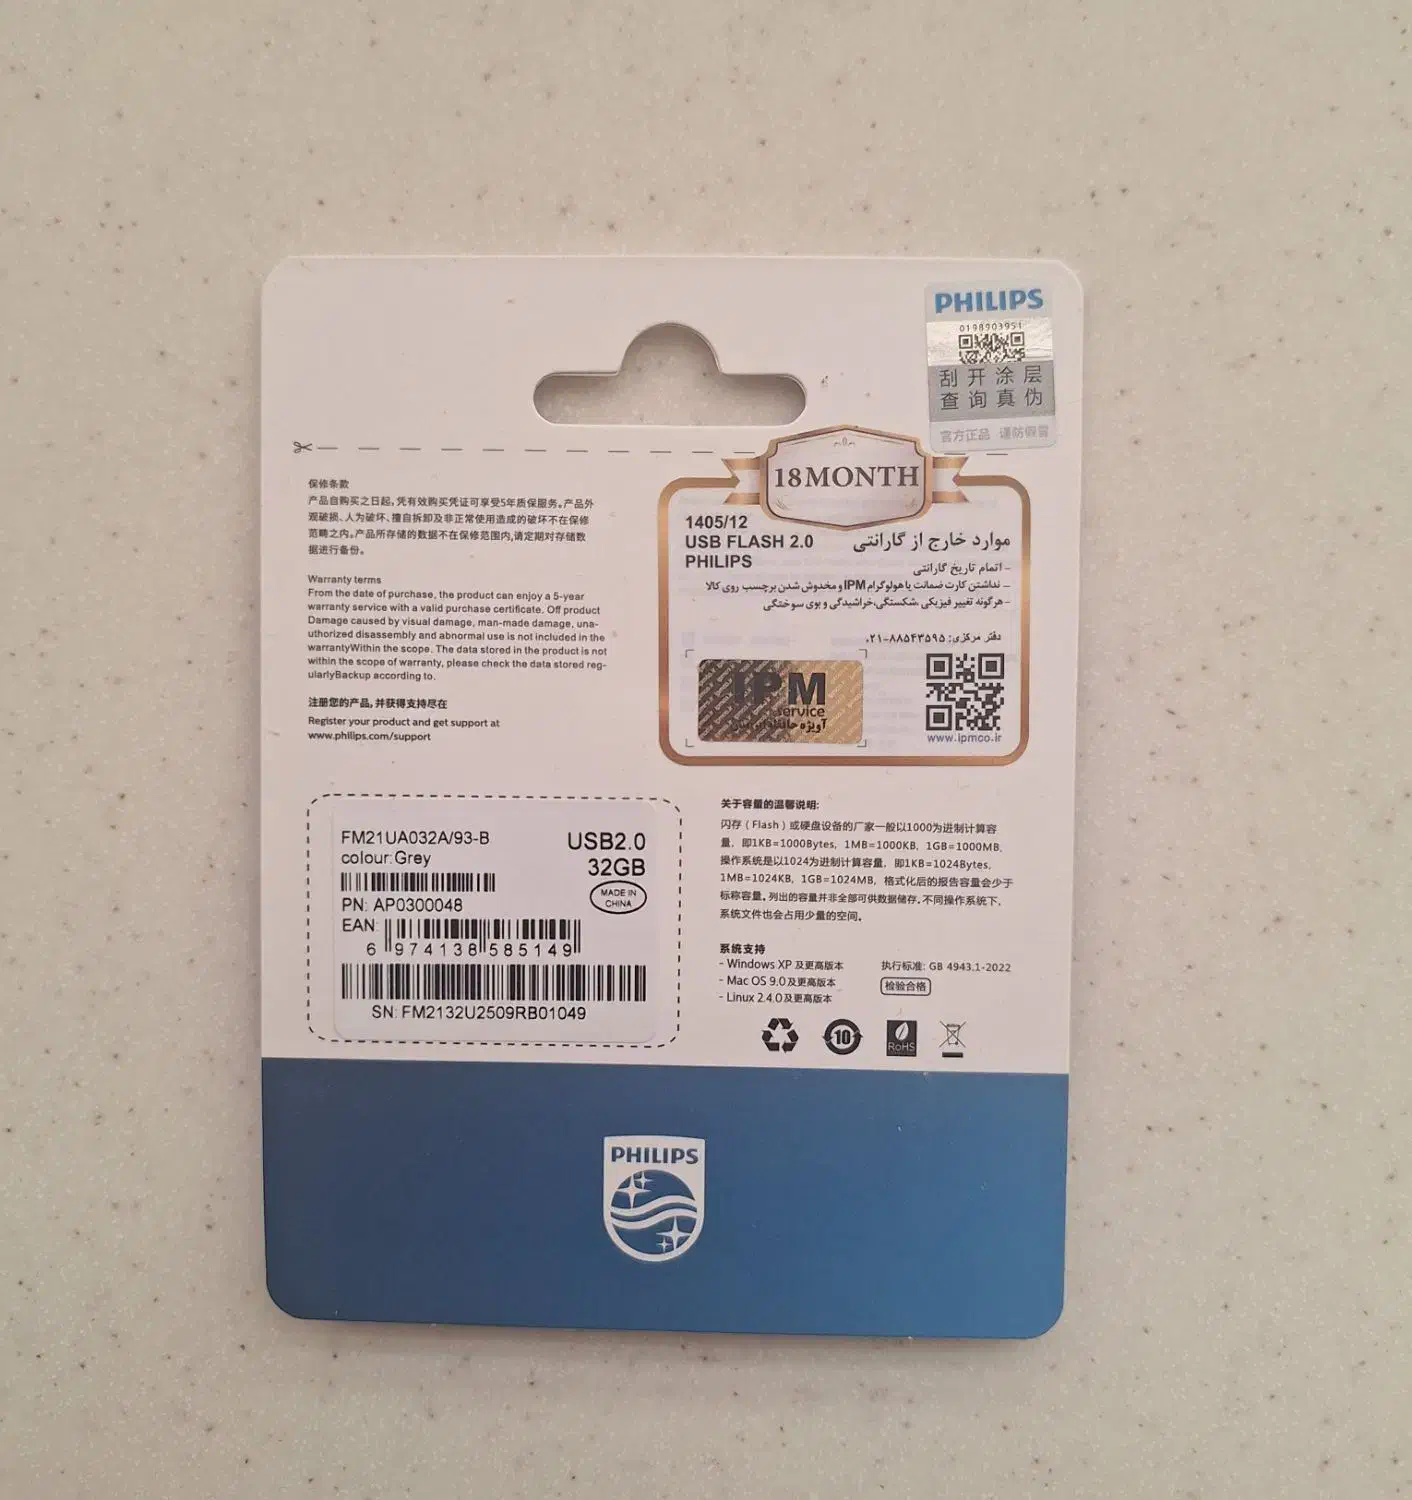 PHILIPS
0198903951
刮开涂层
查询真伪
官方正品 谨防假冒
18 MONTH
保修条款
产品自购买之日起,凭有效购买凭证可享受5年质保服务。产品外
观破损、人为破坏、擅自拆卸及非正常使用造成的破坏不在保修
范畴之内。产品所存储的数据不在保修范围内,请定期对存储数
据进行备份。
Warranty terms
From the date of purchase, the product can enjoy a 5-year
warranty service with a valid purchase certificate. Off product
Damage caused by visual damage, man-made damage, una-
uthorized disassembly and abnormal use is not included in the
warrantyWithin the scope. The data stored in the product is not
within the scope of warranty, please check the data stored reg-
ularlyBackup according to.
注册您的产品, 并获得支持尽在
Register your product and get support at
www.philips.com/support
1405/12
USB FLASH 2.0
PHILIPS
موارد خارج از گارانتی
- اتمام تاریخ گارانتی
- نداشتن کارت ضمانت یا هولوگرام IPM و مخدوش شدن برچسب روی کالا
- هرگونه تغییر فیزیکی ،شکستگی،خراشیدگی و بوی سوختگی
دفتر مرکزی: ۰۲۱-۸۸۵۴۳۵۹۵
IPM
service
www.ipmco.ir
FM21UA032A/93-B
colour:Grey
USB2.0
32GB
MADE IN
CHINA
PN: AP0300048
EAN:
6 974138 585149
SN: FM2132U2509RB01049
关于容量的温馨说明:
闪存（Flash）或硬盘设备的厂家一般以1000为进制计算容
量, 即1KB=1000Bytes, 1MB=1000KB, 1GB=1000MB,
操作系统是以1024为进制计算容量, 即1KB=1024Bytes,
1MB=1024KB, 1GB=1024MB, 格式化后的报告容量会少于
标称容量。列出的容量并非全部可供数据储存。不同操作系统下,
系统文件也会占用少量的空间。
系统支持
- Windows XP 及更高版本
- Mac OS 9.0及更高版本
- Linux 2.4.0及更高版本
执行标准: GB 4943.1-2022
检验合格
10
RoHS
PHILIPS